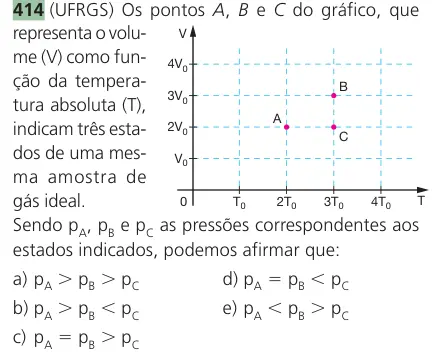 414 (UFRGS) Os pontos A, B e C do gráfico, que
representa o volu-
me (V) como fun-
ção da tempera-
tura absoluta (T),
indicam três esta-
dos de uma mes-
ma amostra de
gás ideal.
V
4V₀
3V₀
2V₀
V₀
0
T₀
2T₀
3T₀
4T₀
T
A
B
C
Sendo pA, pB e pC as pressões correspondentes aos
estados indicados, podemos afirmar que:
a) pA > pB > pC
d) pA = pB < pC
b) pA > pB < pC
e) pA < pB > pC
c) pA = pB > pC